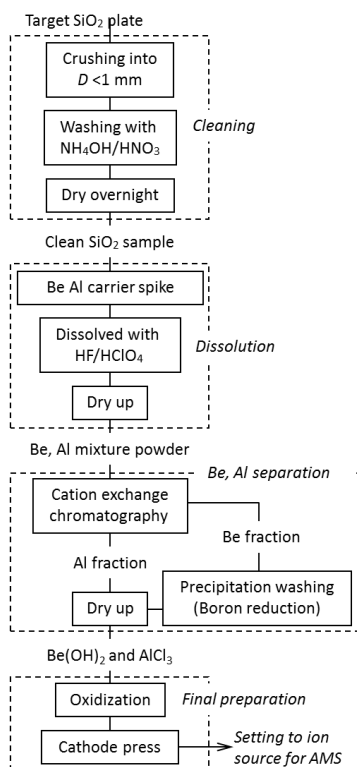 Target SiO₂ plate
Crushing into
D <1 mm
Washing with
NH₄OH/HNO₃
Cleaning
Dry overnight
Clean SiO₂ sample
Be Al carrier spike
Dissolved with
HF/HClO₄
Dissolution
Dry up
Be, Al mixture powder
Be, Al separation
Cation exchange
chromatography
Be fraction
Al fraction
Precipitation washing
(Boron reduction)
Dry up
Be(OH)₂ and AlCl₃
Oxidization
Final preparation
Cathode press
Setting to ion
source for AMS